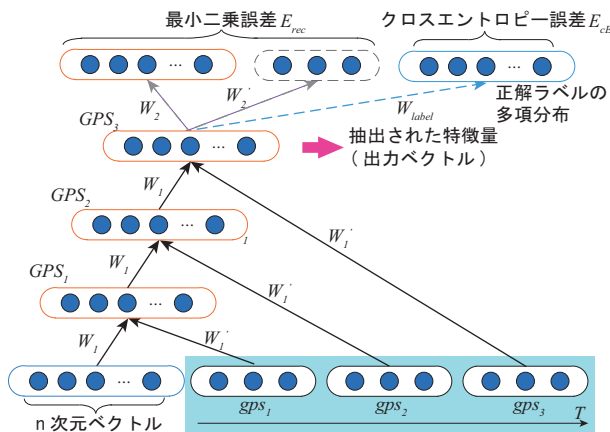 最小二乗誤差 E_rec
クロスエントロピー誤差 E_cE
...
...
W_2
W_2'
W_label
正解ラベルの
多項分布
GPS_3
...
抽出された特徴量
(出力ベクトル)
W_1
GPS_2
...
1
W_1'
W_1
GPS_1
...
W_1'
W_1
W_1'
...
n 次元ベクトル
gps_1
gps_2
gps_3
T